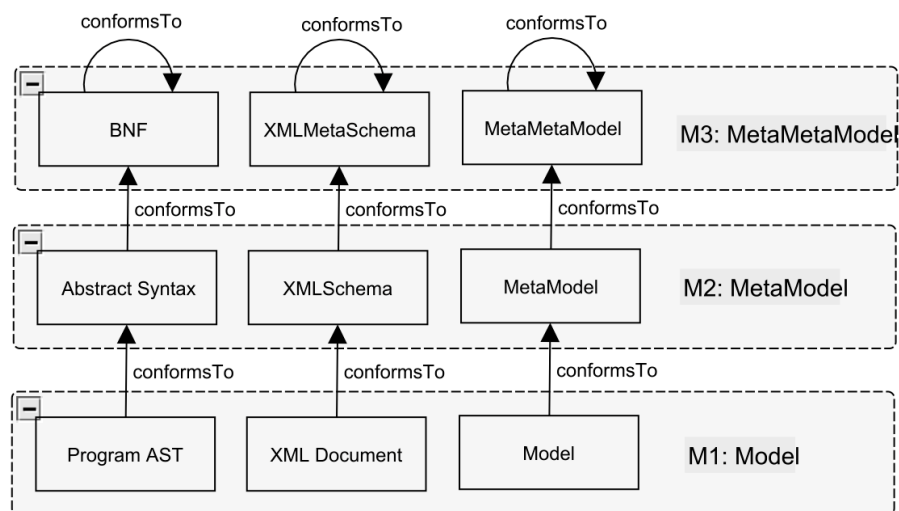 conformsTo
conformsTo
conformsTo
BNF
XMLMetaSchema
MetaMetaModel
M3: MetaMetaModel
conformsTo
conformsTo
conformsTo
Abstract Syntax
XMLSchema
MetaModel
M2: MetaModel
conformsTo
conformsTo
conformsTo
Program AST
XML Document
Model
M1: Model